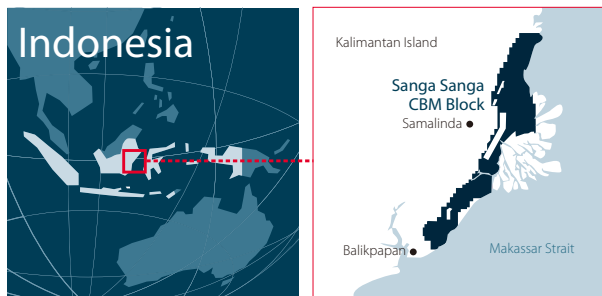 Indonesia
Kalimantan Island
Sanga Sanga
CBM Block
Samalinda
Balikpapan
Makassar Strait